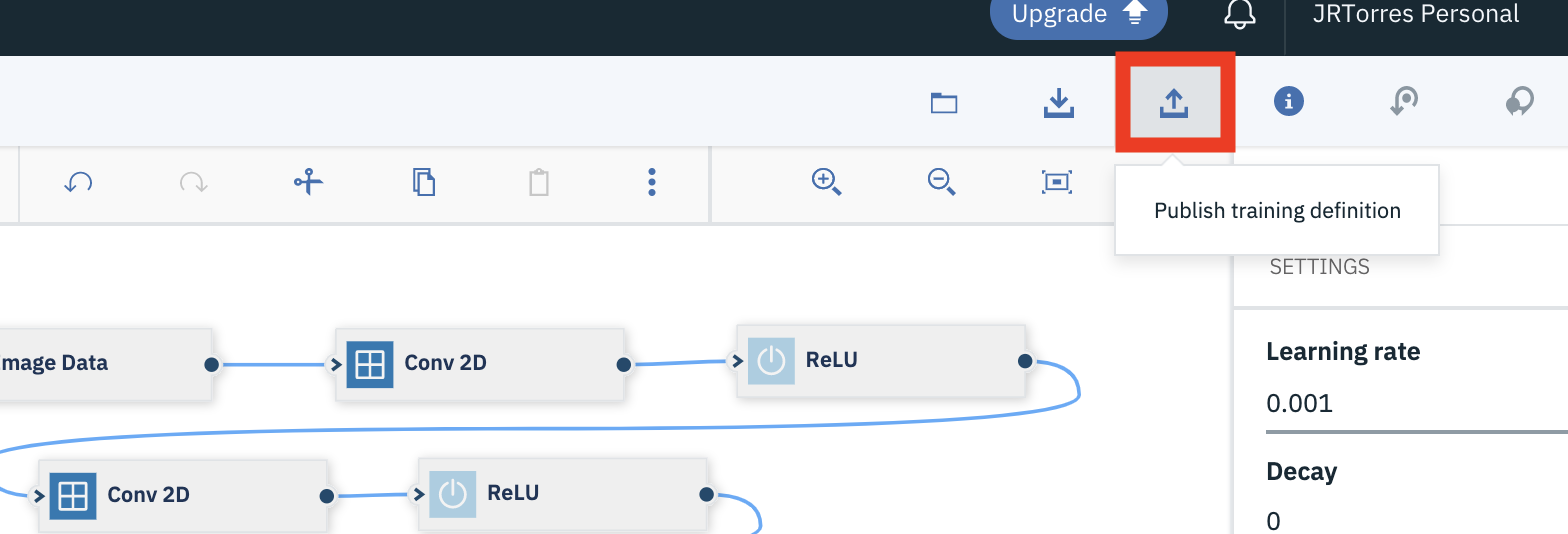 Upgrade
JRTorres Personal
Publish training definition
SETTINGS
mage Data
Conv 2D
ReLU
Learning rate
0.001
Conv 2D
ReLU
Decay
0